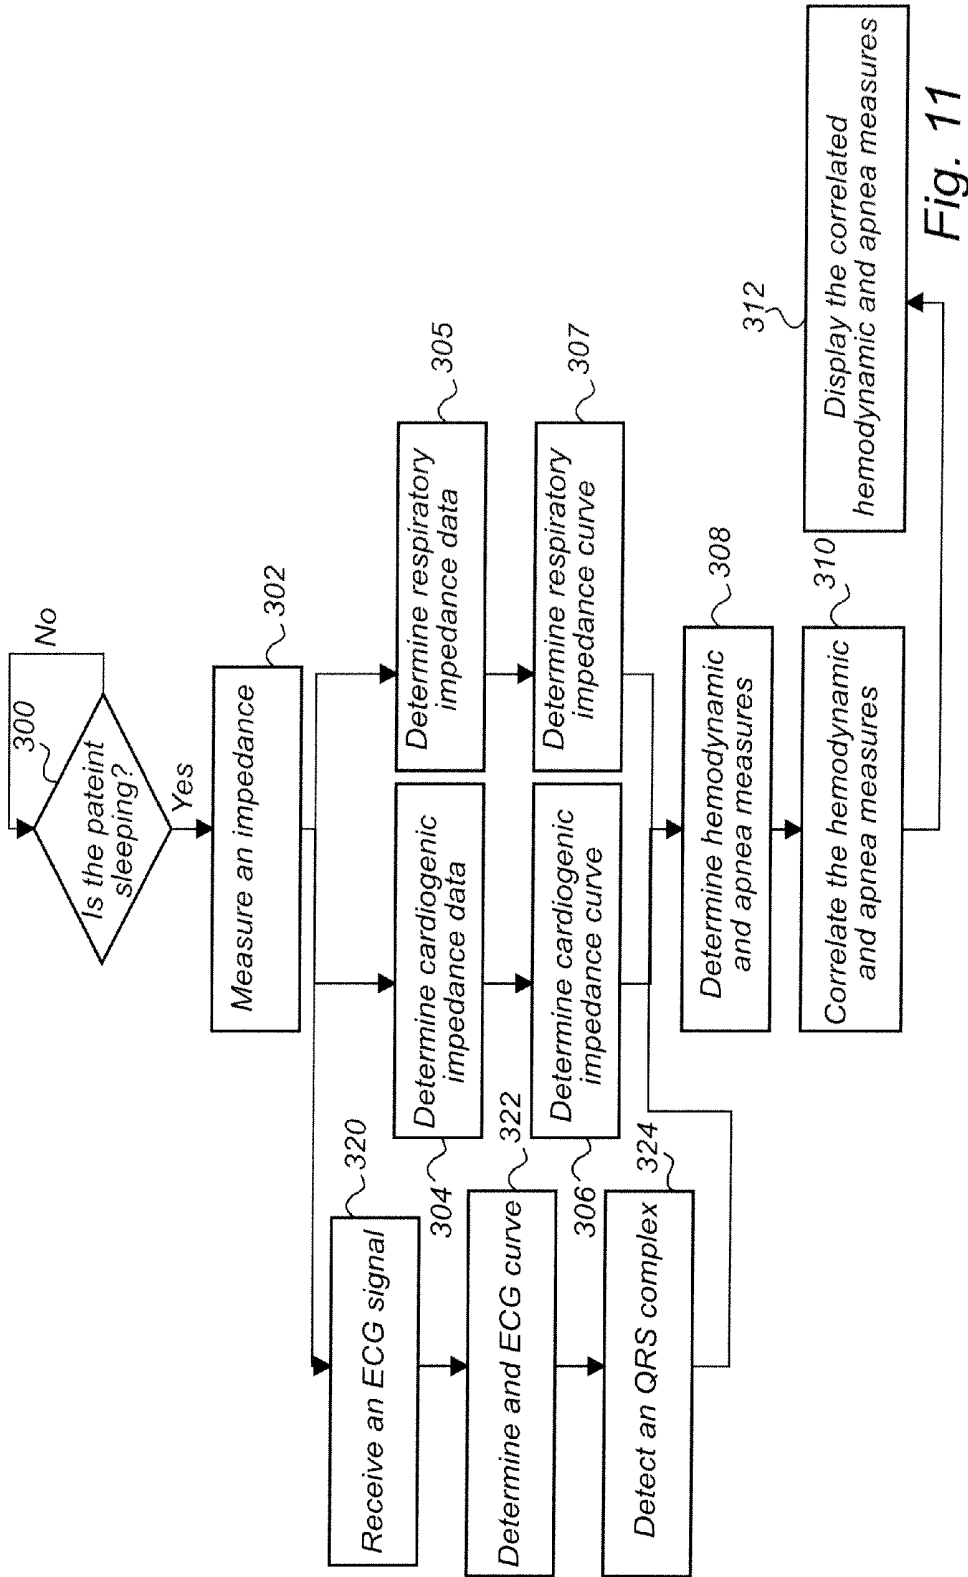 No
300
Is the pateint
sleeping?
Yes
302
Measure an impedance
320
Receive an ECG signal
304
Determine cardiogenic
impedance data
305
Determine respiratory
impedance data
322
Determine and ECG curve
306
Determine cardiogenic
impedance curve
307
Determine respiratory
impedance curve
324
Detect an QRS complex
308
Determine hemodynamic
and apnea measures
310
Correlate the hemodynamic
and apnea measures
312
Display the correlated
hemodynamic and apnea measures
Fig. 11